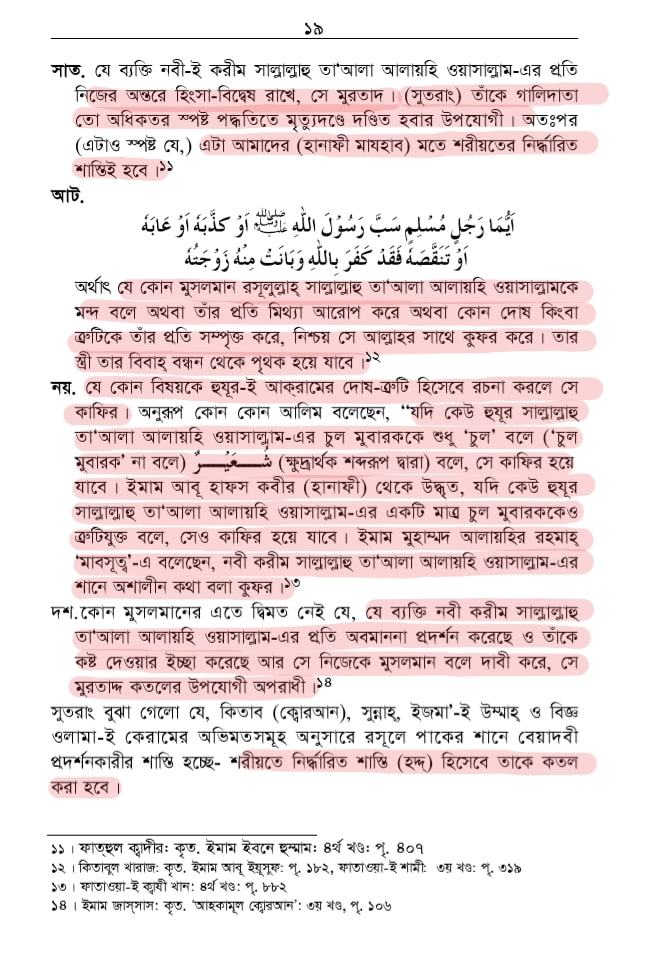 ১৯
সাত. যে ব্যক্তি নবী-ই করীম সাল্লাল্লাহু তা'আলা আলায়হি ওয়াসাল্লাম-এর প্রতি
নিজের অন্তরে হিংসা-বিদ্বেষ রাখে, সে মুরতাদ। (সুতরাং) তাঁকে গালিদাতা
তো অধিকতর স্পষ্ট পদ্ধতিতে মৃত্যুদণ্ডে দণ্ডিত হবার উপযোগী। অতঃপর
(এটাও স্পষ্ট যে,) এটা আমাদের (হানাফী মাযহাব) মতে শরীয়তের নির্দ্ধারিত
শাস্তিই হবে।১১
আট.
اَيُّمَا رَجُلٍ مُسْلِمٍ سَبَّ رَسُوْلَ اللّٰهِ ﷺ اَوْ كَذَّبَهٗ اَوْ عَابَهٗ
اَوْ تَنَقَّصَهٗ فَقَدْ كَفَرَ بِاللّٰهِ وَبَانَتْ مِنْهُ زَوْجَتُهٗ
অর্থাৎ যে কোন মুসলমান রসূলুল্লাহ্ সাল্লাল্লাহু তা'আলা আলায়হি ওয়াসাল্লামকে
মন্দ বলে অথবা তাঁর প্রতি মিথ্যা আরোপ করে অথবা কোন দোষ কিংবা
ত্রুটিকে তাঁর প্রতি সম্পৃক্ত করে, নিশ্চয় সে আল্লাহর সাথে কুফর করে। তার
স্ত্রী তার বিবাহ বন্ধন থেকে পৃথক হয়ে যাবে।১২
নয়. যে কোন বিষয়কে হুযূর-ই আক্‌রামের দোষ-ত্রুটি হিসেবে রচনা করলে সে
কাফির। অনুরূপ কোন কোন আলিম বলেছেন, “যদি কেউ হুযূর সাল্লাল্লাহু
তা'আলা আলায়হি ওয়াসাল্লাম-এর চুল মুবারককে শুধু ‘চুল’ বলে (‘চুল
মুবারক’ না বলে) شُعَيْرٌ (ক্ষুদ্রার্থক শব্দরূপ দ্বারা) বলে, সে কাফির হয়ে
যাবে। ইমাম আবূ হাফস কবীর (হানাফী) থেকে উদ্ধৃত, যদি কেউ হুযূর
সাল্লাল্লাহু তা'আলা আলায়হি ওয়াসাল্লাম-এর একটি মাত্র চুল মুবারককেও
ত্রুটিযুক্ত বলে, সেও কাফির হয়ে যাবে। ইমাম মুহাম্মদ আলায়হির রহমাহ্
‘মাবসূত্ব’-এ বলেছেন, নবী করীম সাল্লাল্লাহু তা'আলা আলায়হি ওয়াসাল্লাম-এর
শানে অশালীন কথা বলা কুফর।১৩
দশ.কোন মুসলমানের এতে দ্বিমত নেই যে, যে ব্যক্তি নবী করীম সাল্লাল্লাহু
তা'আলা আলায়হি ওয়াসাল্লাম-এর প্রতি অবমাননা প্রদর্শন করেছে ও তাঁকে
কষ্ট দেওয়ার ইচ্ছা করেছে আর সে নিজেকে মুসলমান বলে দাবী করে, সে
মুরতাদ্দ কতলের উপযোগী অপরাধী।১৪
সুতরাং বুঝা গেলো যে, কিতাব (ক্বোরআন), সুন্নাহ্, ইজমা'-ই উম্মাহ্ ও বিজ্ঞ
ওলামা-ই কেরামের অভিমতসমূহ অনুসারে রসূলে পাকের শানে বেয়াদবী
প্রদর্শনকারীর শাস্তি হচ্ছে- শরীয়তে নির্দ্ধারিত শাস্তি (হদ্দ) হিসেবে তাকে কতল
করা হবে।
১১। ফাত্‌হুল ক্বাদীর: কৃত. ইমাম ইবনে হুম্মাম: ৪র্থ খণ্ড: পৃ. ৪০৭
১২। কিতাবুল খারাজ: কৃত. ইমাম আবূ ইয়ূসুফ: পৃ. ১৮২, ফাতাওয়া-ই শামী: ৩য় খণ্ড: পৃ. ৩১৯
১৩। ফাতাওয়া-ই ক্বাযী খান: ৪র্থ খণ্ড: পৃ. ৮৮২
১৪। ইমাম জাস্‌সাস: কৃত. ‘আহকামূল ক্বোরআন’: ৩য় খণ্ড, পৃ. ১০৬